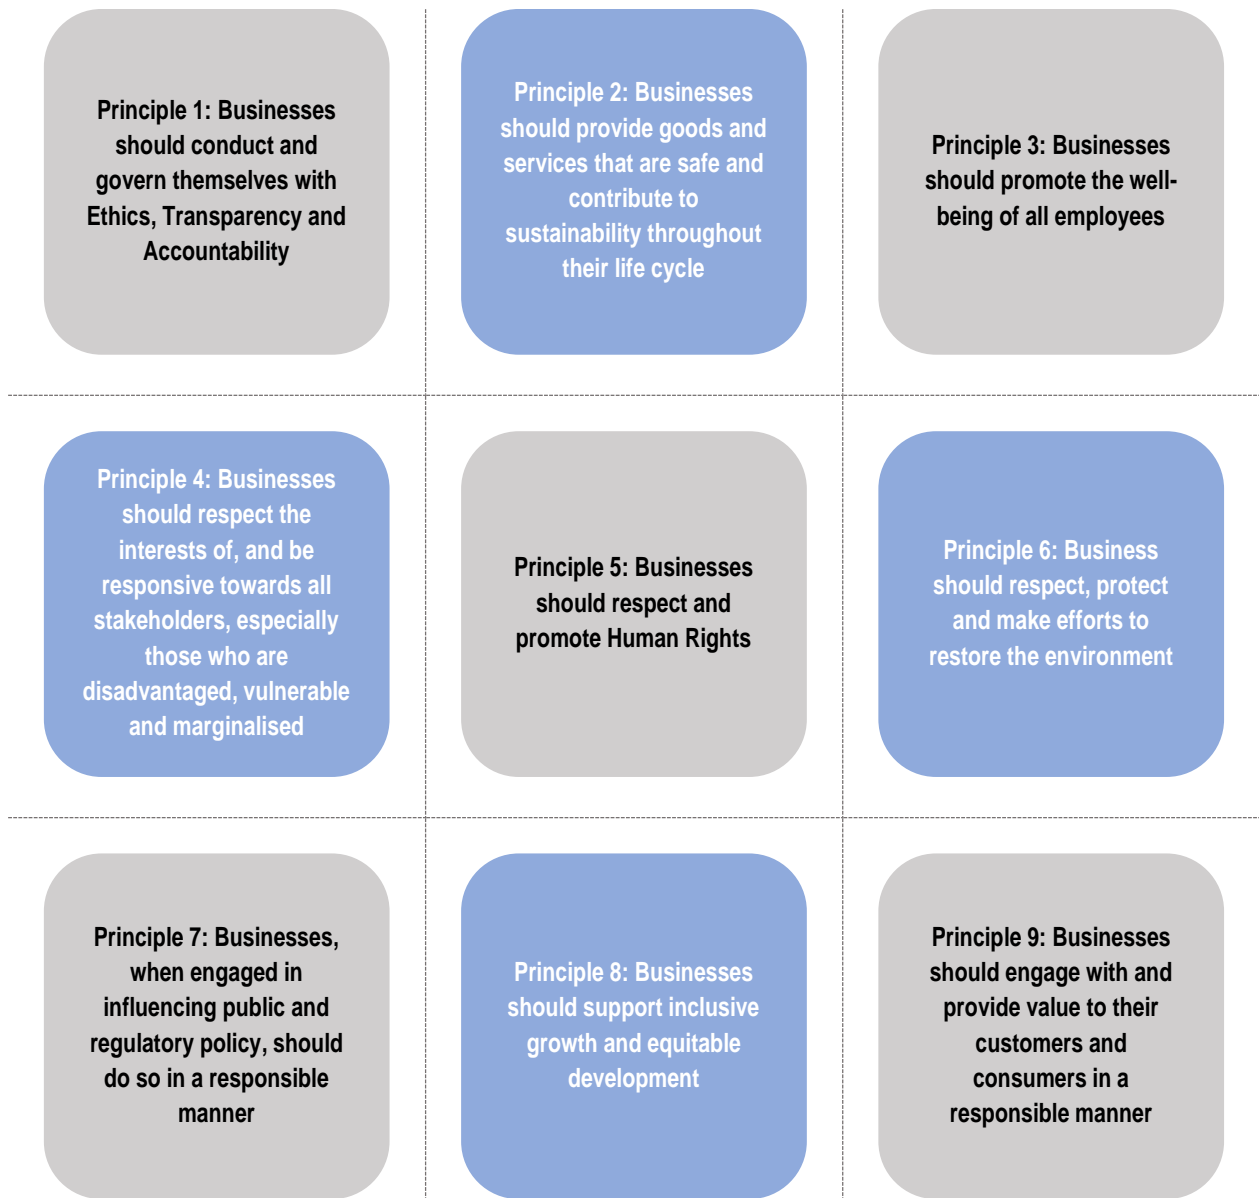 Principle 1: Businesses
should conduct and
govern themselves with
Ethics, Transparency and
Accountability
Principle 2: Businesses
should provide goods and
services that are safe and
contribute to
sustainability throughout
their life cycle
Principle 3: Businesses
should promote the well-
being of all employees
Principle 4: Businesses
should respect the
interests of, and be
responsive towards all
stakeholders, especially
those who are
disadvantaged, vulnerable
and marginalised
Principle 5: Businesses
should respect and
promote Human Rights
Principle 6: Business
should respect, protect
and make efforts to
restore the environment
Principle 7: Businesses,
when engaged in
influencing public and
regulatory policy, should
do so in a responsible
manner
Principle 8: Businesses
should support inclusive
growth and equitable
development
Principle 9: Businesses
should engage with and
provide value to their
customers and
consumers in a
responsible manner